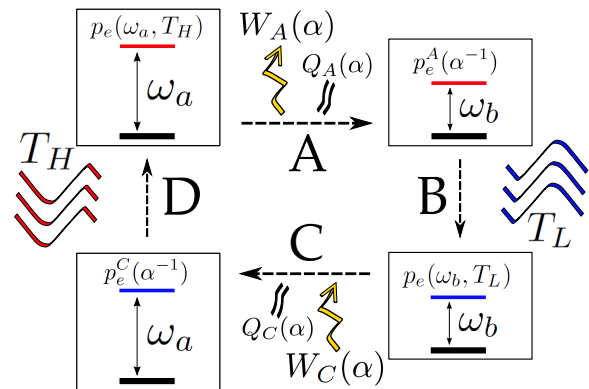 p_e(ω_a, T_H)
W_A(α)
Q_A(α)
p_e^A(α^{-1})
ω_a
ω_b
A
T_H
D
B
T_L
C
p_e^C(α^{-1})
p_e(ω_b, T_L)
ω_a
Q_C(α)
ω_b
W_C(α)